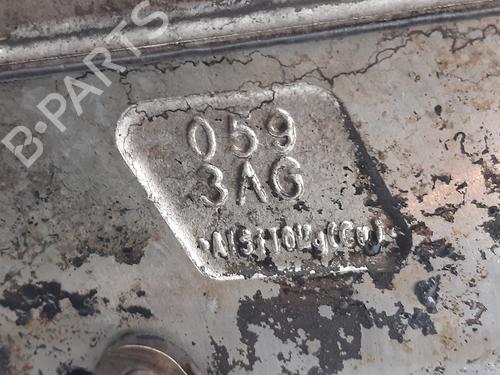 B-PARTS
059
3AG
>AlSi10Mg(Cu)<